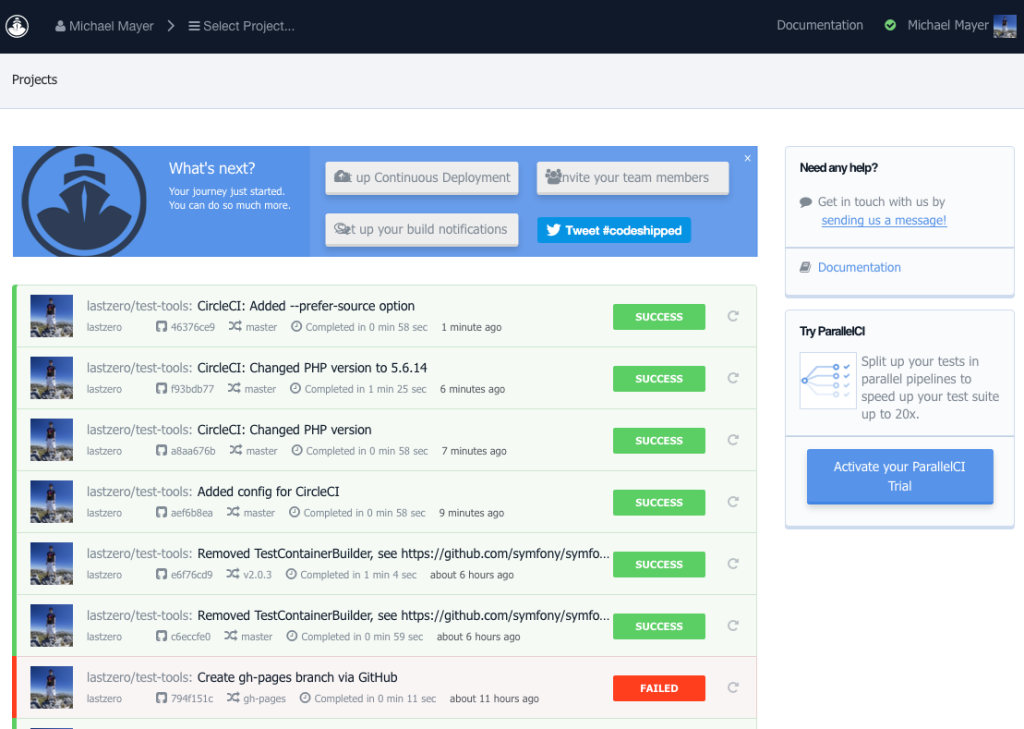 Michael Mayer Select Project... Documentation Michael Mayer
Projects
What's next?
Your journey just started.
You can do so much more.
t up Continuous Deployment
nvite your team members
×
t up your build notifications
Tweet #codeshipped
lastzero/test-tools: CircleCI: Added --prefer-source option
lastzero 46376ce9 master Completed in 0 min 58 sec 1 minute ago
SUCCESS
lastzero/test-tools: CircleCI: Changed PHP version to 5.6.14
lastzero f93bdb77 master Completed in 1 min 25 sec 6 minutes ago
SUCCESS
lastzero/test-tools: CircleCI: Changed PHP version
lastzero a8aa676b master Completed in 0 min 58 sec 7 minutes ago
SUCCESS
lastzero/test-tools: Added config for CircleCI
lastzero aef6b8ea master Completed in 0 min 58 sec 9 minutes ago
SUCCESS
lastzero/test-tools: Removed TestContainerBuilder, see https://github.com/symfony/symfo...
lastzero e6f76cd9 v2.0.3 Completed in 1 min 4 sec about 6 hours ago
SUCCESS
lastzero/test-tools: Removed TestContainerBuilder, see https://github.com/symfony/symfo...
lastzero c6eccfe0 master Completed in 0 min 59 sec about 6 hours ago
SUCCESS
lastzero/test-tools: Create gh-pages branch via GitHub
lastzero 794f151c gh-pages Completed in 0 min 11 sec about 11 hours ago
FAILED
Need any help?
Get in touch with us by
sending us a message!
Documentation
Try ParallelCI
Split up your tests in
parallel pipelines to
speed up your test suite
up to 20x.
Activate your ParallelCI
Trial